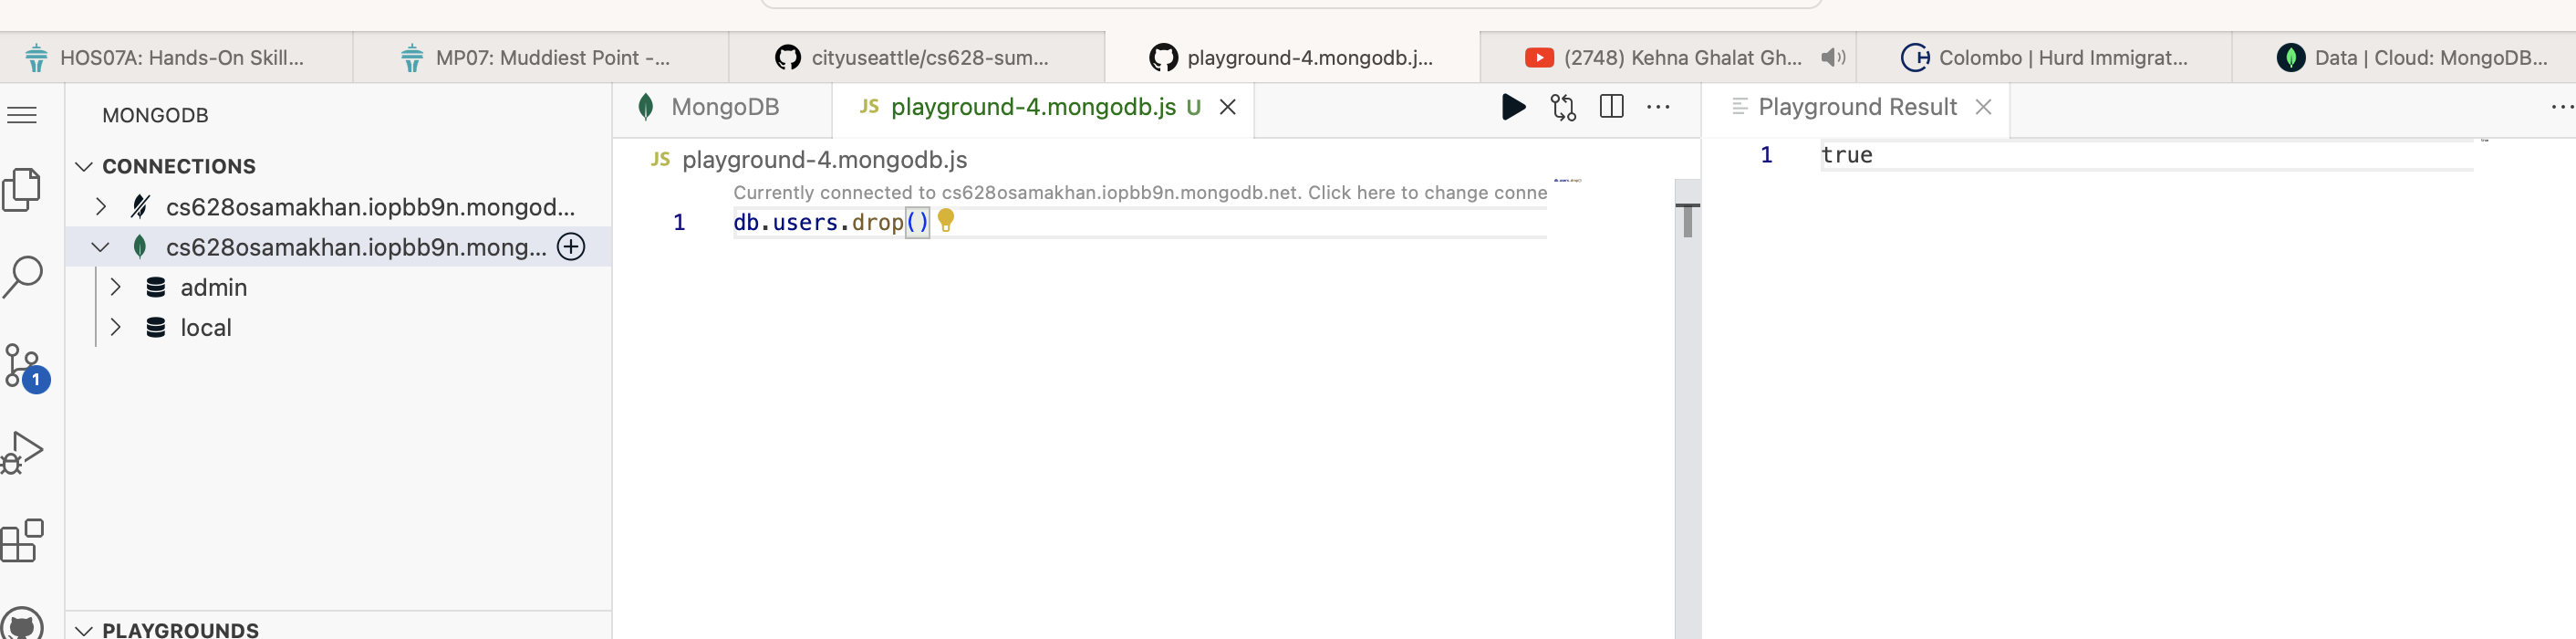 HOS07A: Hands-On Skill...
MP07: Muddiest Point -...
cityuseattle/cs628-sum...
playground-4.mongodb.j...
(2748) Kehna Ghalat Gh...
Colombo | Hurd Immigrat...
Data | Cloud: MongoDB...
MONGODB
CONNECTIONS
cs628osamakhan.iopbb9n.mongod...
cs628osamakhan.iopbb9n.mong...
admin
local
1
PLAYGROUNDS
MongoDB
JS playground-4.mongodb.js U
JS playground-4.mongodb.js
Currently connected to cs628osamakhan.iopbb9n.mongodb.net. Click here to change conne
1 db.users.drop()
Playground Result
1 true